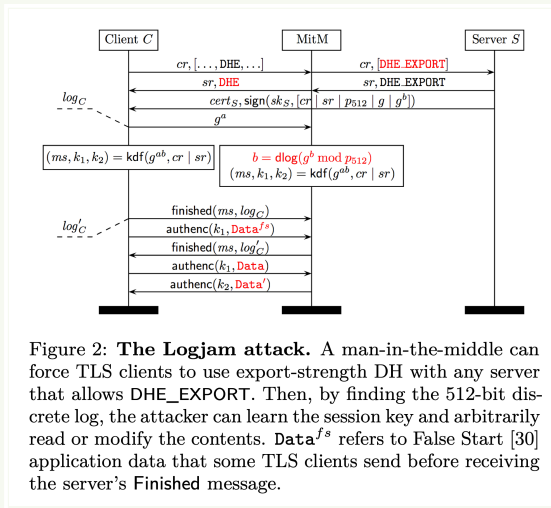 Client C MitM Server S
cr, [..., DHE, ...] cr, [DHE_EXPORT]
sr, DHE sr, DHE_EXPORT
log_C cert_S, sign(sk_S, [cr | sr | p_512 | g | g^b])
g^a
(ms, k_1, k_2) = kdf(g^{ab}, cr | sr) b = dlog(g^b mod p_512)
(ms, k_1, k_2) = kdf(g^{ab}, cr | sr)
finished(ms, log_C)
log'_C authenc(k_1, Data^{fs})
finished(ms, log'_C)
authenc(k_1, Data)
authenc(k_2, Data')
Figure 2: The Logjam attack. A man-in-the-middle can
force TLS clients to use export-strength DH with any server
that allows DHE_EXPORT. Then, by finding the 512-bit dis-
crete log, the attacker can learn the session key and arbitrarily
read or modify the contents. Data^{fs} refers to False Start [30]
application data that some TLS clients send before receiving
the server's Finished message.